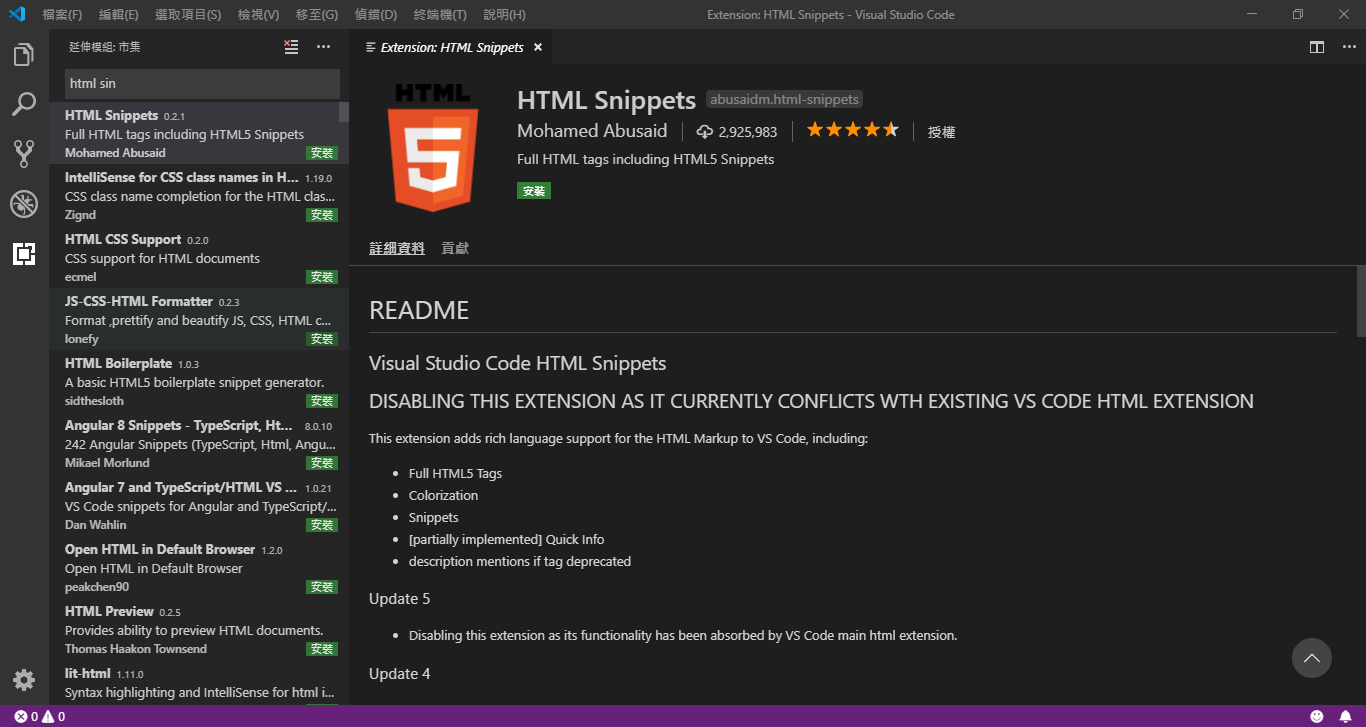 檔案(F) 編輯(E) 選取項目(S) 檢視(V) 移至(G) 偵錯(D) 終端機(T) 說明(H) Extension: HTML Snippets - Visual Studio Code
延伸模組: 市集
Extension: HTML Snippets
html sin
HTML Snippets 0.2.1
Full HTML tags including HTML5 Snippets
Mohamed Abusaid 安裝
IntelliSense for CSS class names in H... 1.19.0
CSS class name completion for the HTML clas...
Zignd 安裝
HTML CSS Support 0.2.0
CSS support for HTML documents
ecmel 安裝
JS-CSS-HTML Formatter 0.2.3
Format ,prettify and beautify JS, CSS, HTML c...
lonefy 安裝
HTML Boilerplate 1.0.3
A basic HTML5 boilerplate snippet generator.
sidthesloth 安裝
Angular 8 Snippets - TypeScript, Ht... 8.0.10
242 Angular Snippets (TypeScript, Html, Angu...
Mikael Morlund 安裝
Angular 7 and TypeScript/HTML VS ... 1.0.21
VS Code snippets for Angular and TypeScript/...
Dan Wahlin 安裝
Open HTML in Default Browser 1.2.0
Open HTML in Default Browser
peakchen90 安裝
HTML Preview 0.2.5
Provides ability to preview HTML documents.
Thomas Haakon Townsend 安裝
lit-html 1.11.0
Syntax highlighting and IntelliSense for html i...
HTML
5
HTML Snippets abusaidm.html-snippets
Mohamed Abusaid 2,925,983 授權
Full HTML tags including HTML5 Snippets
安裝
詳細資料 貢獻
README
Visual Studio Code HTML Snippets
DISABLING THIS EXTENSION AS IT CURRENTLY CONFLICTS WTH EXISTING VS CODE HTML EXTENSION
This extension adds rich language support for the HTML Markup to VS Code, including:
• Full HTML5 Tags
• Colorization
• Snippets
• [partially implemented] Quick Info
• description mentions if tag deprecated
Update 5
• Disabling this extension as its functionality has been absorbed by VS Code main html extension.
Update 4
0 0